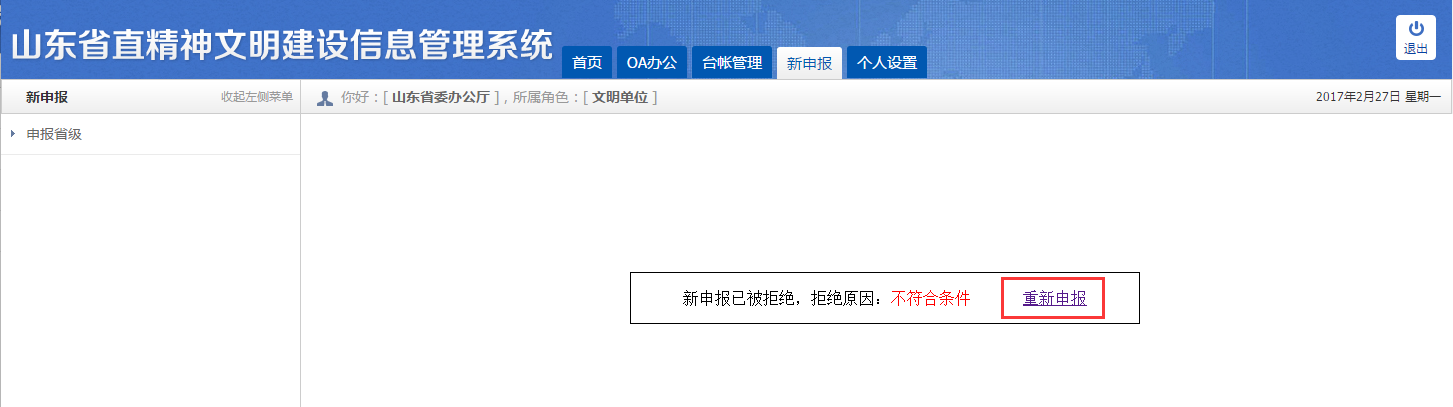 山东省直精神文明建设信息管理系统
首页 OA办公 台帐管理 新申报 个人设置
退出
新申报 收起左侧菜单 你好：[ 山东省委办公厅 ]，所属角色：[ 文明单位 ] 2017年2月27日 星期一
申报省级
新申报已被拒绝，拒绝原因：不符合条件 重新申报